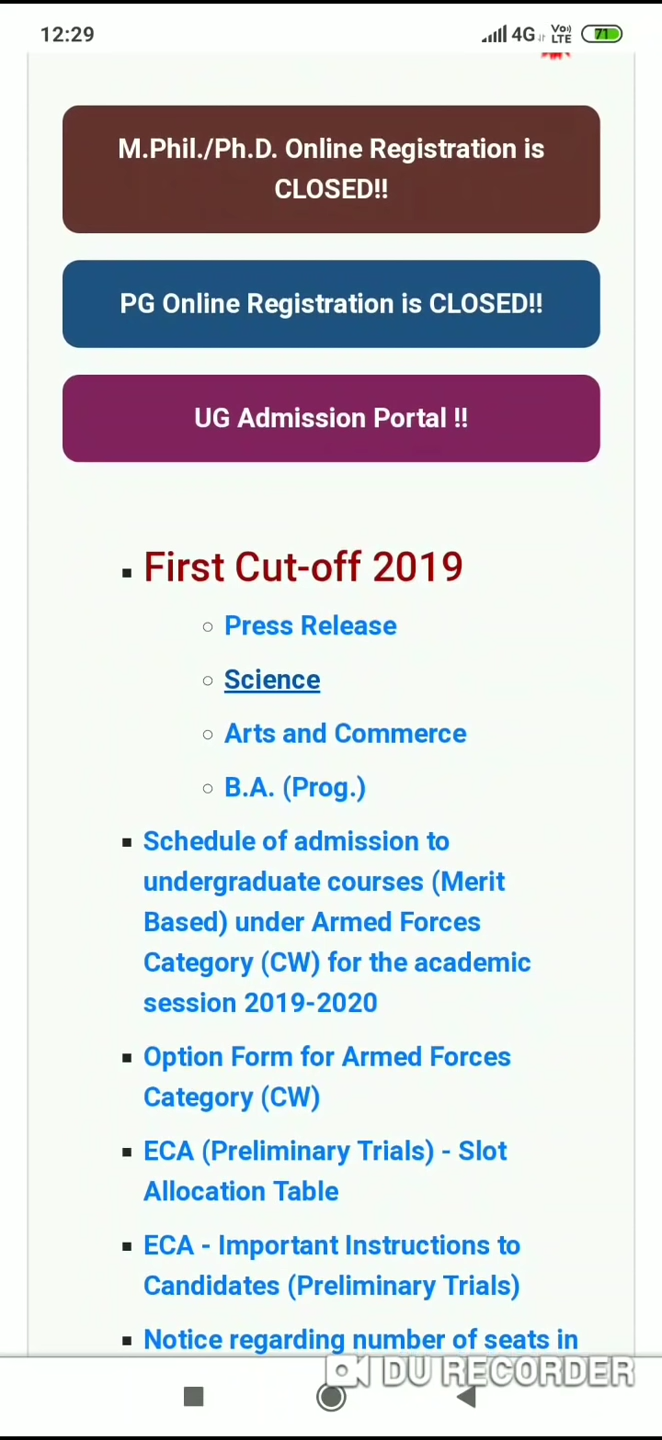 12:29
4G
Vo))
LTE
71
M.Phil./Ph.D. Online Registration is
CLOSED!!
PG Online Registration is CLOSED!!
UG Admission Portal !!
First Cut-off 2019
Press Release
Science
Arts and Commerce
B.A. (Prog.)
Schedule of admission to
undergraduate courses (Merit
Based) under Armed Forces
Category (CW) for the academic
session 2019-2020
Option Form for Armed Forces
Category (CW)
ECA (Preliminary Trials) - Slot
Allocation Table
ECA - Important Instructions to
Candidates (Preliminary Trials)
Notice regarding number of seats in
DU RECORDER